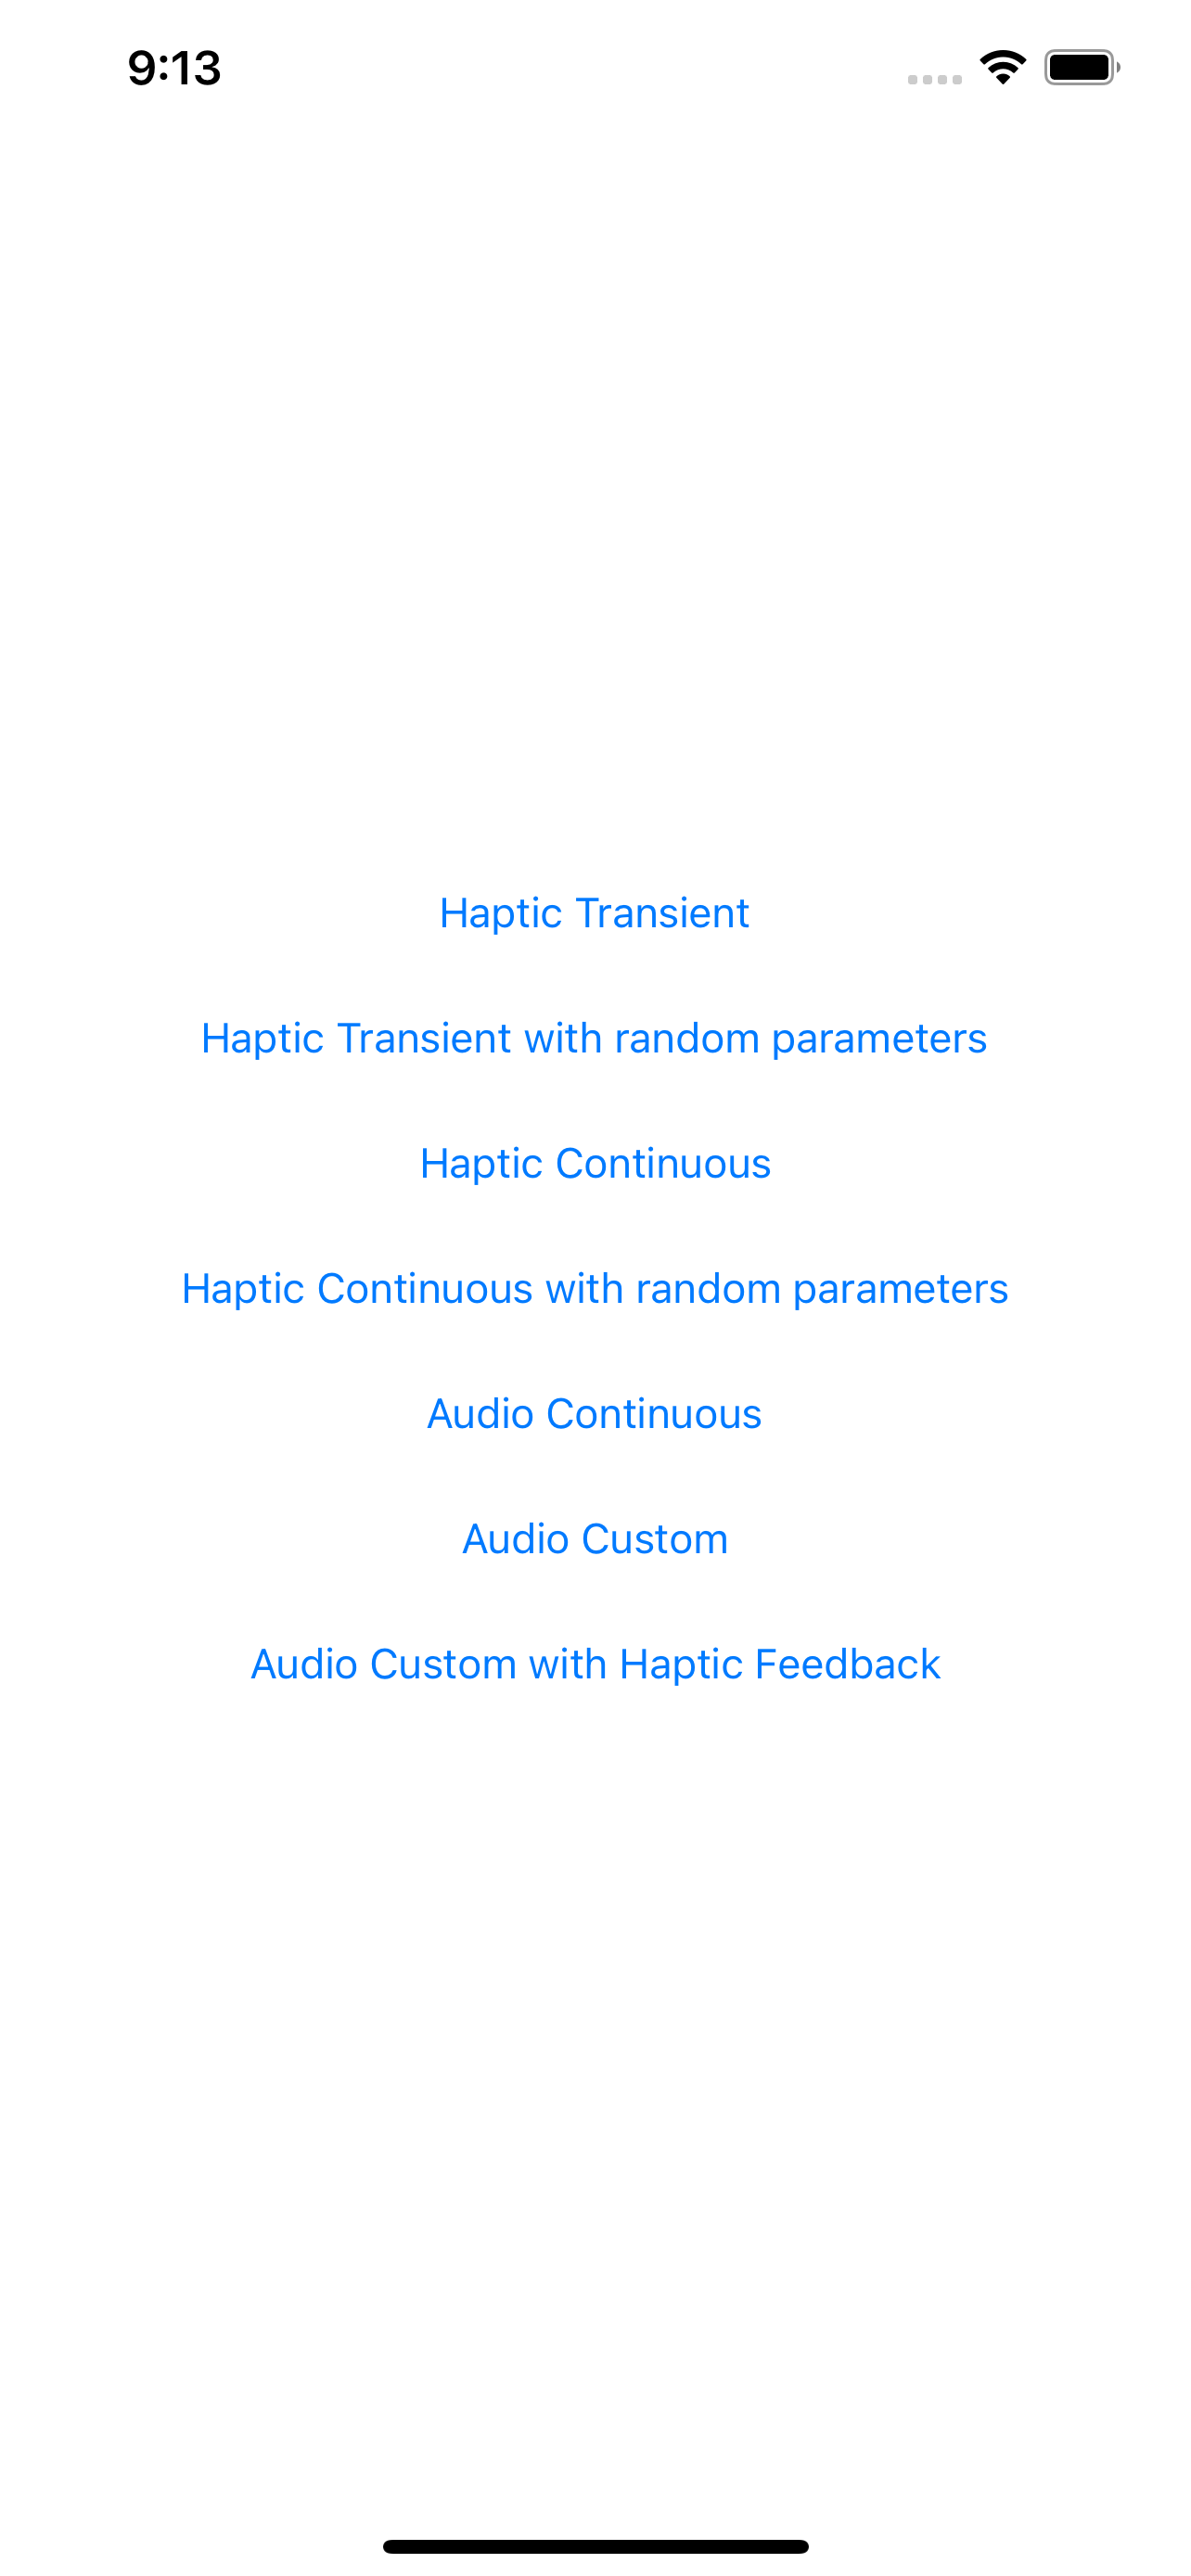 9:13
Haptic Transient
Haptic Transient with random parameters
Haptic Continuous
Haptic Continuous with random parameters
Audio Continuous
Audio Custom
Audio Custom with Haptic Feedback